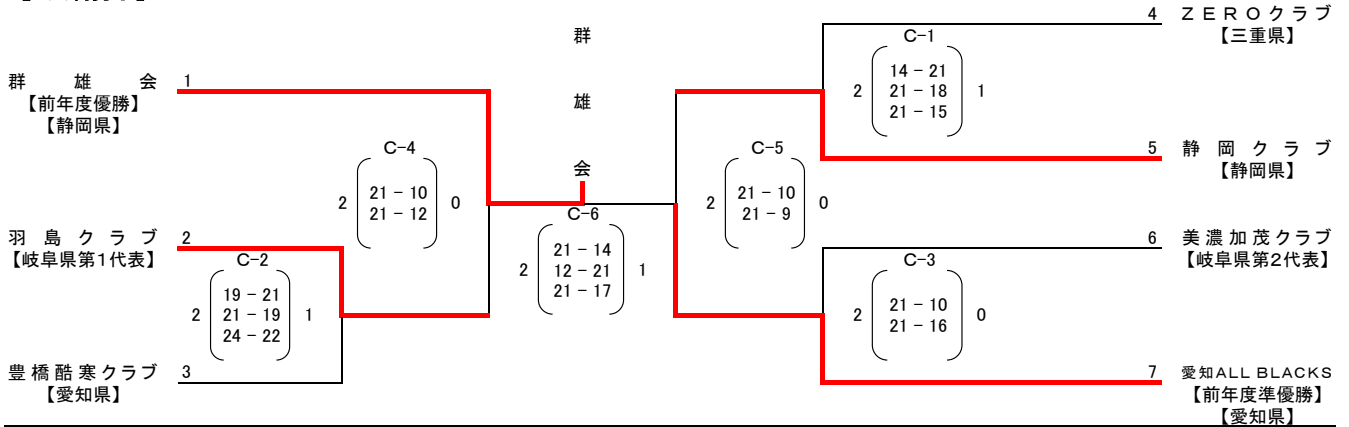 群雄会
4 ZEROクラブ
【三重県】
C-1
14 - 21
2 21 - 18 1
21 - 15
群雄会 1
【前年度優勝】
【静岡県】
5 静岡クラブ
【静岡県】
C-4
21 - 10
2 21 - 12 0
C-5
21 - 10
2 21 - 9 0
C-6
21 - 14
2 12 - 21 1
21 - 17
羽島クラブ 2
【岐阜県第1代表】
C-2
19 - 21
2 21 - 19 1
24 - 22
6 美濃加茂クラブ
【岐阜県第2代表】
C-3
21 - 10
2 21 - 16 0
豊橋酷寒クラブ 3
【愛知県】
7 愛知ALL BLACKS
【前年度準優勝】
【愛知県】